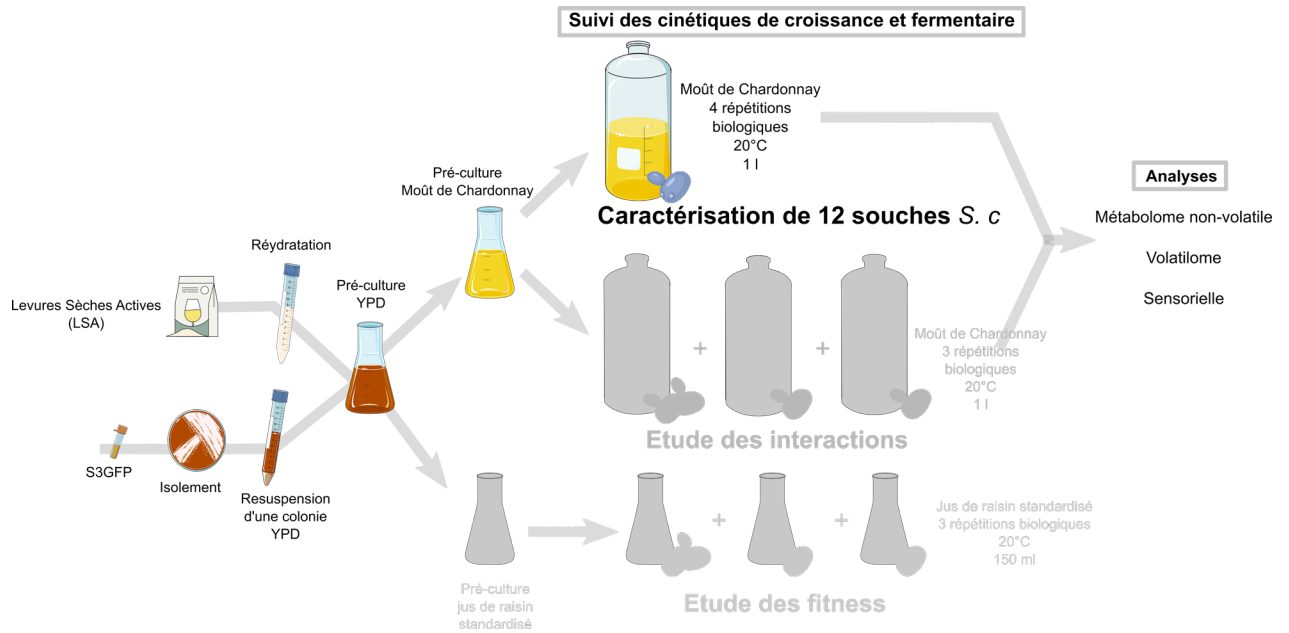 Suivi des cinétiques de croissance et fermentaire
Moût de Chardonnay
4 répétitions
biologiques
20°C
1 l
Caractérisation de 12 souches S. c
Pré-culture
Moût de Chardonnay
Réydratation
Levures Sèches Actives
(LSA)
Pré-culture
YPD
S3GFP
Isolement
Resuspension
d'une colonie
YPD
Moût de Chardonnay
3 répétitions
biologiques
20°C
1 l
Etude des interactions
Pré-culture
jus de raisin
standardisé
Jus de raisin standardisé
3 répétitions biologiques
20°C
150 ml
Etude des fitness
Analyses
Métabolome non-volatile
Volatilome
Sensorielle